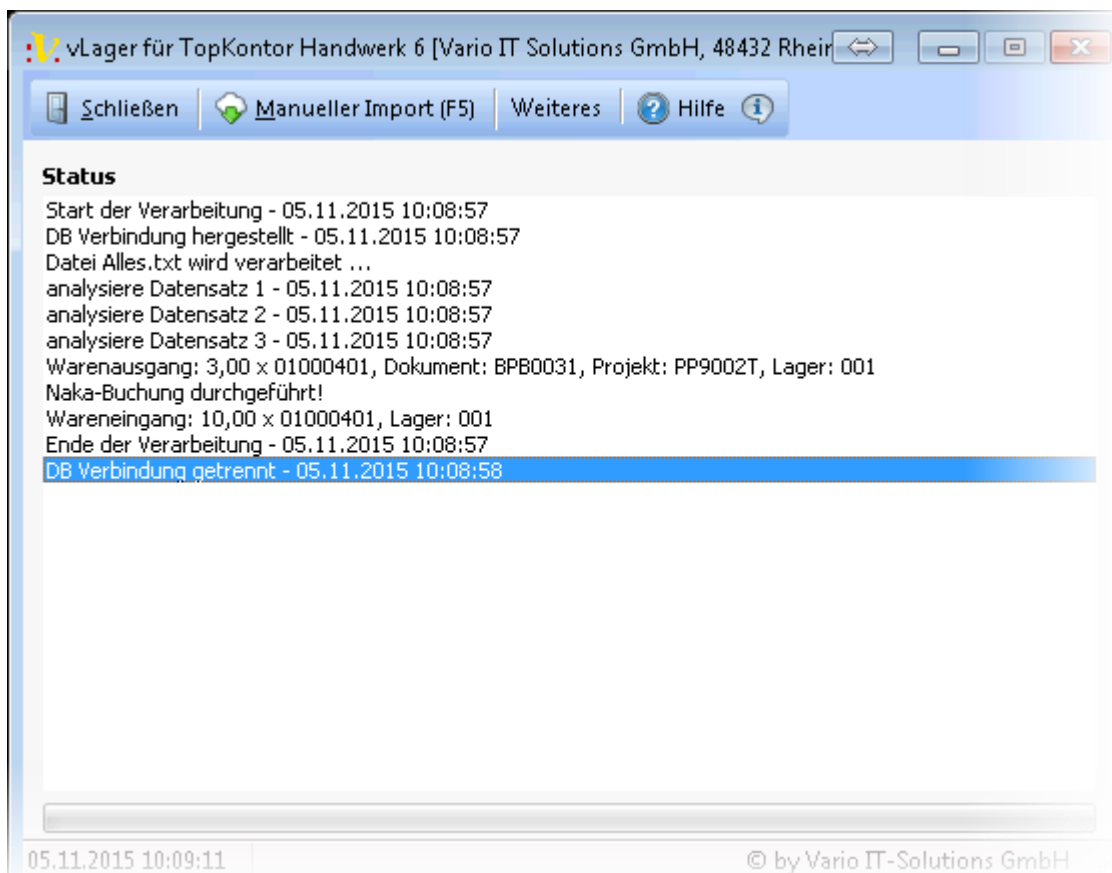 vLager für TopKontor Handwerk 6 [Vario IT Solutions GmbH, 48432 Rhein
Schließen Manueller Import (F5) Weiteres Hilfe
Status
Start der Verarbeitung - 05.11.2015 10:08:57
DB Verbindung hergestellt - 05.11.2015 10:08:57
Datei Alles.txt wird verarbeitet ...
analysiere Datensatz 1 - 05.11.2015 10:08:57
analysiere Datensatz 2 - 05.11.2015 10:08:57
analysiere Datensatz 3 - 05.11.2015 10:08:57
Warenausgang: 3,00 x 01000401, Dokument: BPB0031, Projekt: PP9002T, Lager: 001
Naka-Buchung durchgeführt!
Wareneingang: 10,00 x 01000401, Lager: 001
Ende der Verarbeitung - 05.11.2015 10:08:57
DB Verbindung getrennt - 05.11.2015 10:08:58
05.11.2015 10:09:11 © by Vario IT-Solutions GmbH